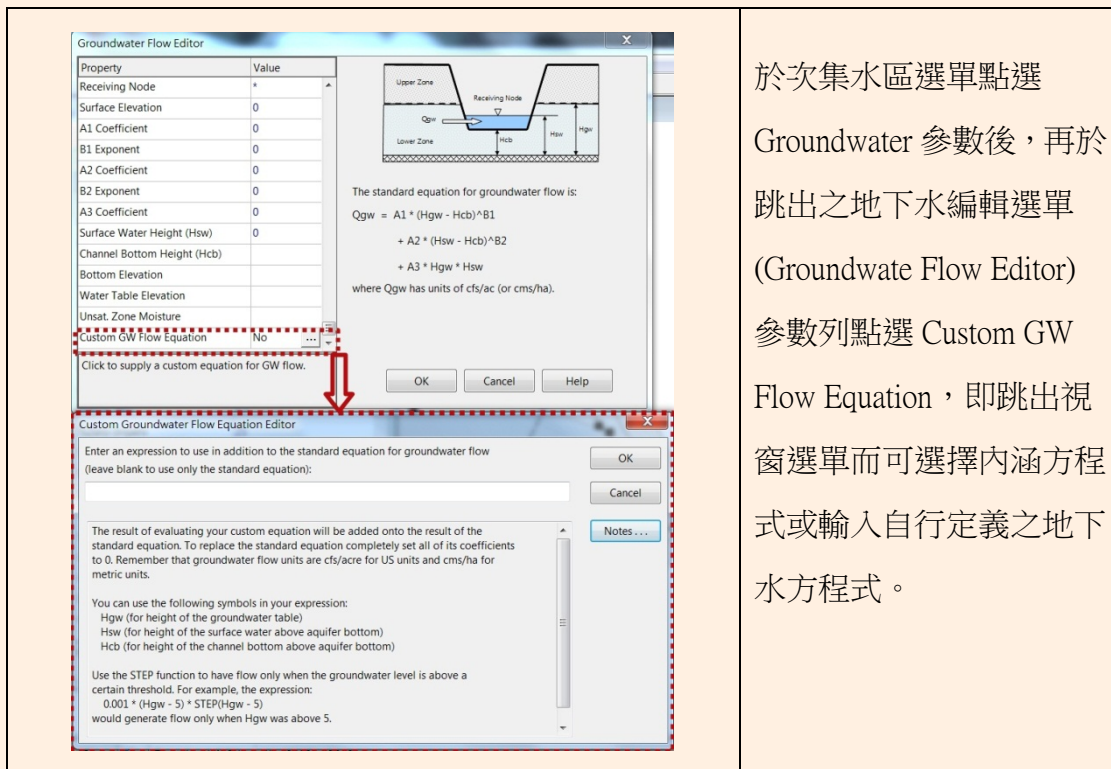 Groundwater Flow Editor
X
Property Value
Receiving Node *
Surface Elevation 0
A1 Coefficient 0
B1 Exponent 0
A2 Coefficient 0
B2 Exponent 0
A3 Coefficient 0
Surface Water Height (Hsw) 0
Channel Bottom Height (Hcb)
Bottom Elevation
Water Table Elevation
Unsat. Zone Moisture
Custom GW Flow Equation No ...
Click to supply a custom equation for GW flow.
Upper Zone
Receiving Node
Qgw
Lower Zone
Hcb
Hsw
Hgw
The standard equation for groundwater flow is:
Qgw = A1 * (Hgw - Hcb)^B1
+ A2 * (Hsw - Hcb)^B2
+ A3 * Hgw * Hsw
where Qgw has units of cfs/ac (or cms/ha).
OK Cancel Help
Custom Groundwater Flow Equation Editor
X
Enter an expression to use in addition to the standard equation for groundwater flow
(leave blank to use only the standard equation):
OK
Cancel
Notes . . .
The result of evaluating your custom equation will be added onto the result of the
standard equation. To replace the standard equation completely set all of its coefficients
to 0. Remember that groundwater flow units are cfs/acre for US units and cms/ha for
metric units.
You can use the following symbols in your expression:
Hgw (for height of the groundwater table)
Hsw (for height of the surface water above aquifer bottom)
Hcb (for height of the channel bottom above aquifer bottom)
Use the STEP function to have flow only when the groundwater level is above a
certain threshold. For example, the expression:
0.001 * (Hgw - 5) * STEP(Hgw - 5)
would generate flow only when Hgw was above 5.
於次集水區選單點選
Groundwater 參數後，再於
跳出之地下水編輯選單
(Groundwate Flow Editor)
參數列點選 Custom GW
Flow Equation，即跳出視
窗選單而可選擇內涵方程
式或輸入自行定義之地下
水方程式。